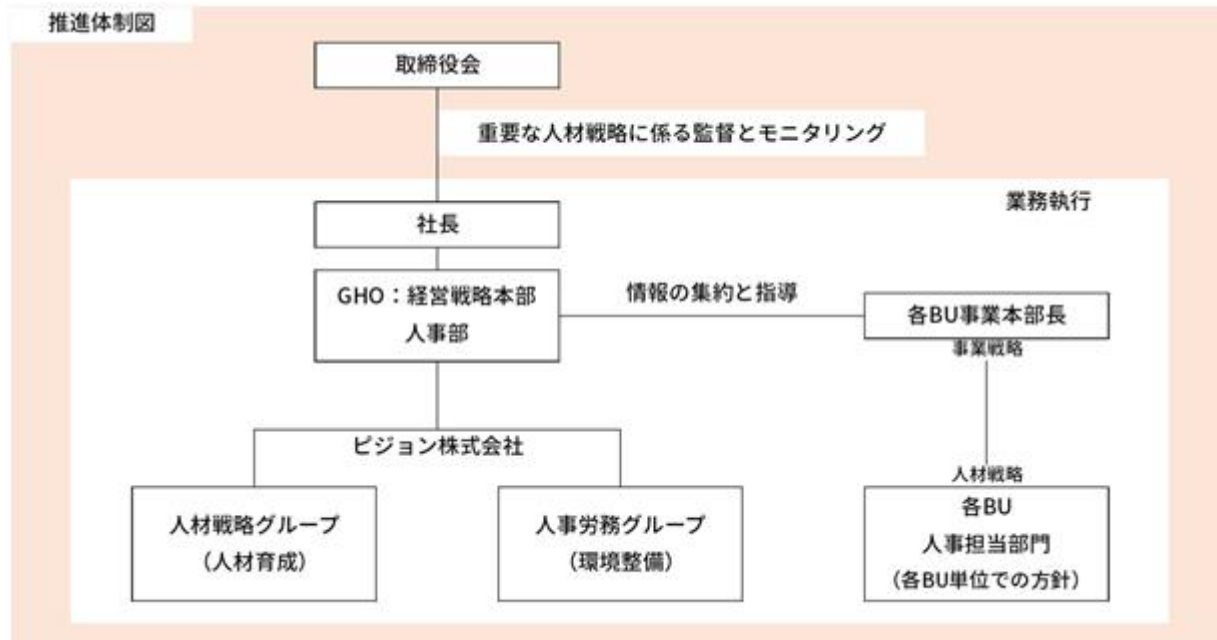 推進体制図
取締役会
重要な人材戦略に係る監督とモニタリング
業務執行
社長
GHO：経営戦略本部
人事部
情報の集約と指導
各BU事業本部長
事業戦略
ピジョン株式会社
人材戦略グループ
（人材育成）
人事労務グループ
（環境整備）
人材戦略
各BU
人事担当部門
（各BU単位での方針）